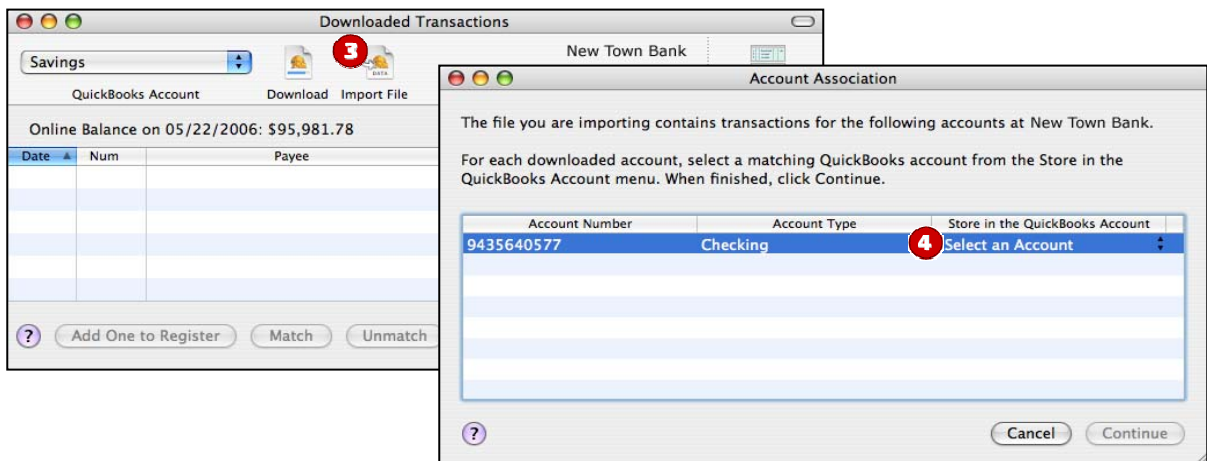 Downloaded Transactions
Savings
3
DATA
New Town Bank
QuickBooks Account
Download
Import File
Online Balance on 05/22/2006: $95,981.78
Date
Num
Payee
?
Add One to Register
Match
Unmatch
Account Association
The file you are importing contains transactions for the following accounts at New Town Bank.
For each downloaded account, select a matching QuickBooks account from the Store in the
QuickBooks Account menu. When finished, click Continue.
Account Number
Account Type
Store in the QuickBooks Account
9435640577
Checking
4
Select an Account
?
Cancel
Continue